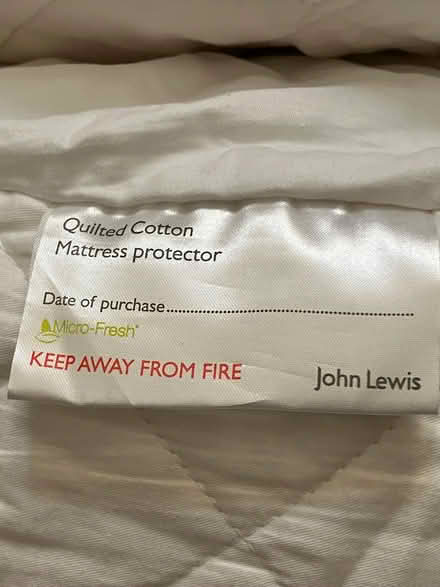 Quilted Cotton
Mattress protector
Date of purchase..........................................................
Micro-Fresh®
KEEP AWAY FROM FIRE
John Lewis